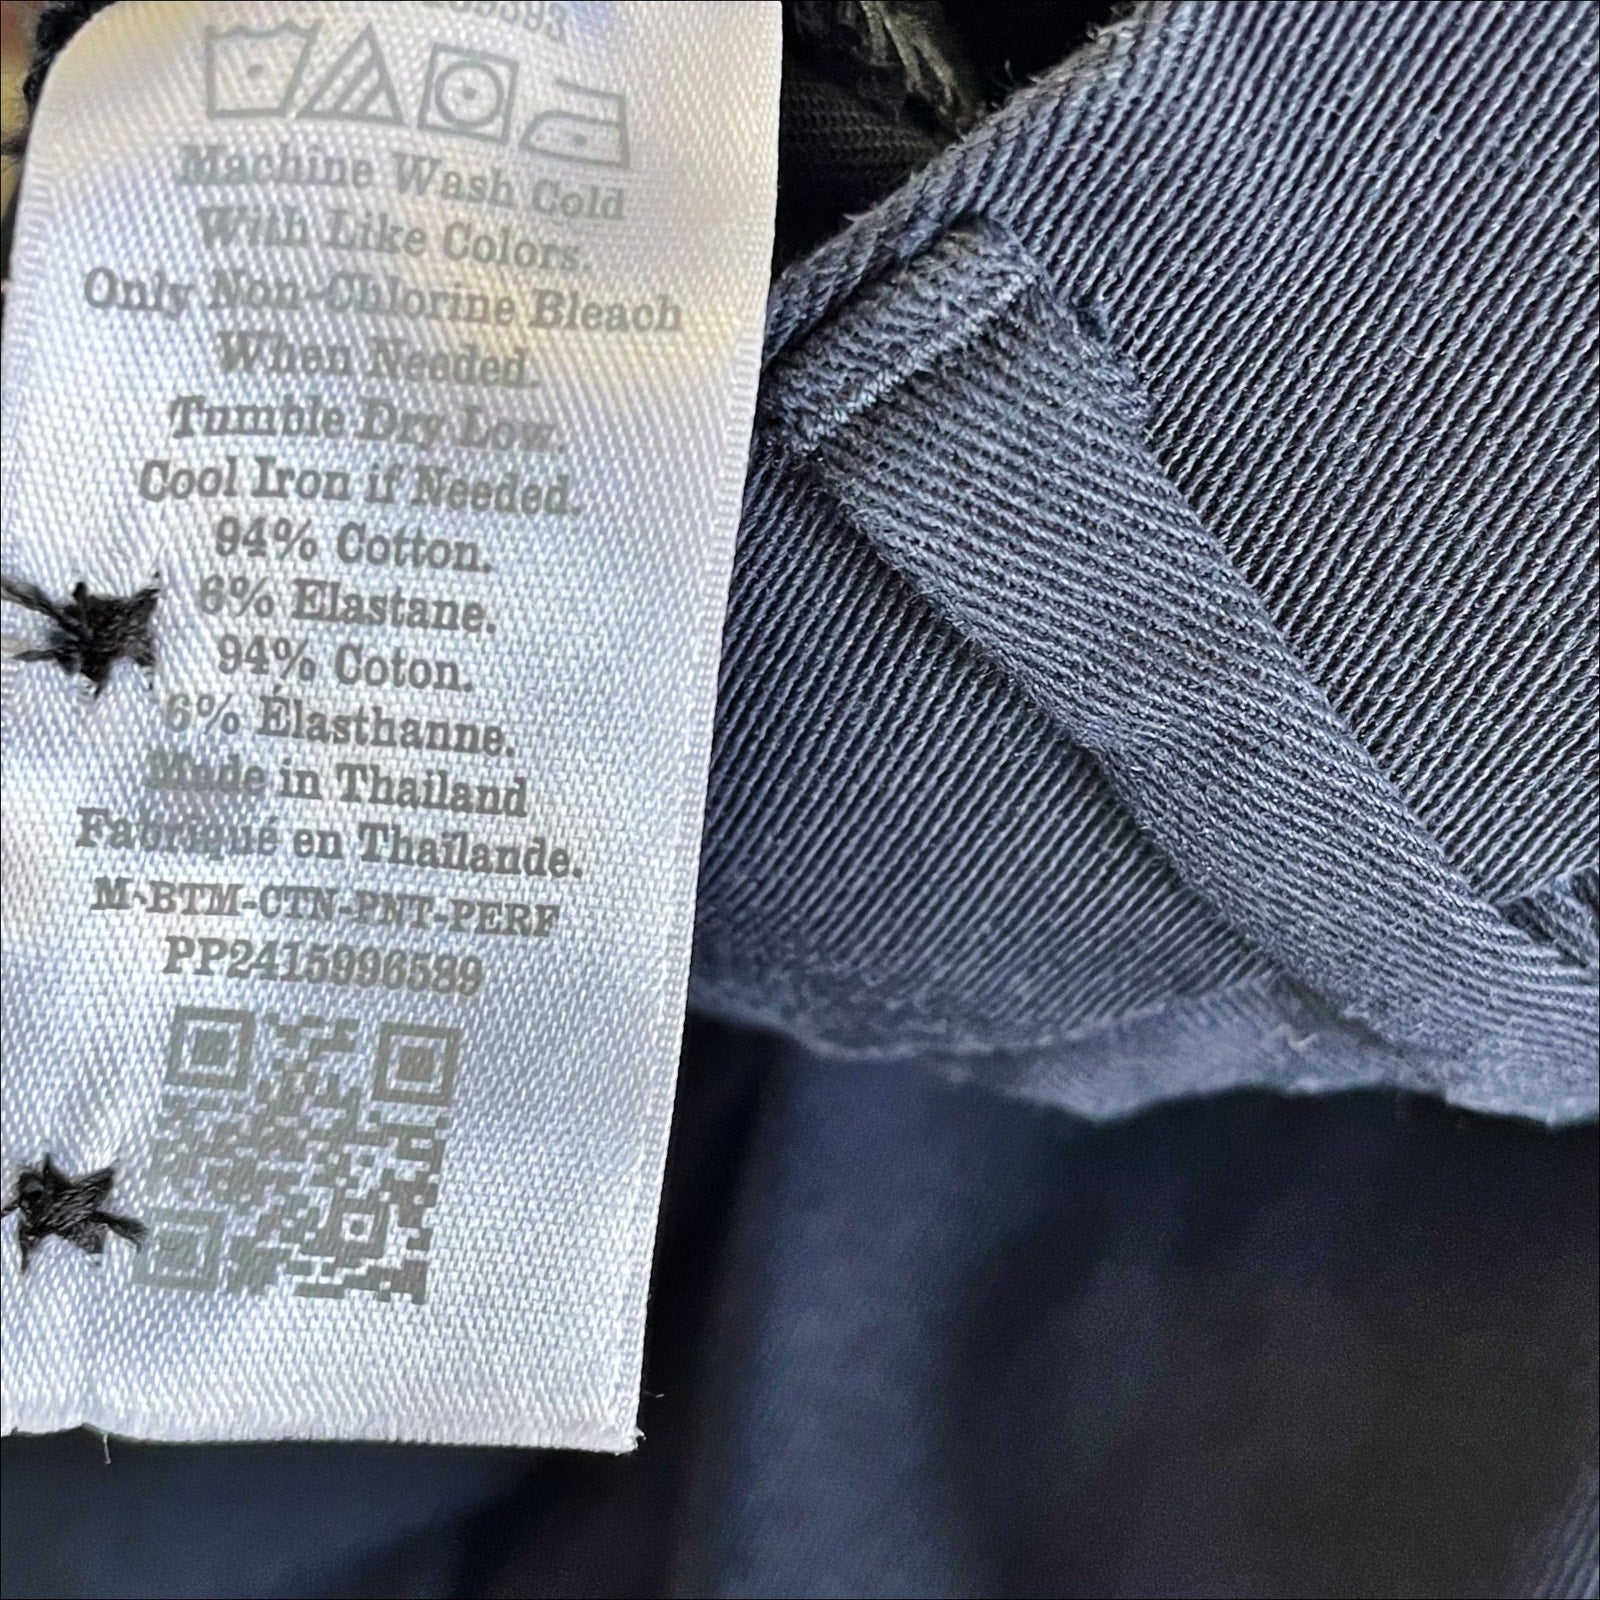 Machine Wash Cold
With Like Colors.
Only Non-Chlorine Bleach
When Needed.
Tumble Dry Low.
Cool Iron if Needed.
94% Cotton.
6% Elastane.
94% Coton.
6% Élasthanne.
Made in Thailand
Fabriqué en Thaïlande.
M-BTM-CTN-PNT-PERF
PP2415996589